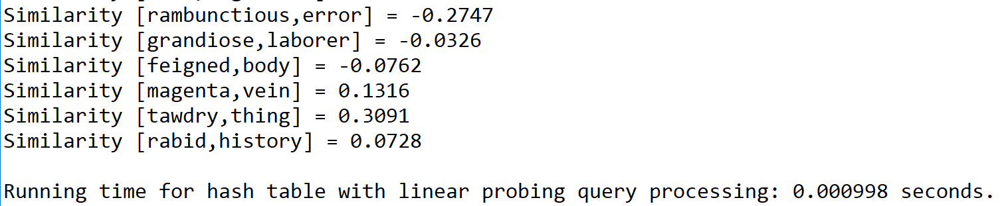 Similarity [rambunctious,error] = -0.2747
Similarity [grandiose,laborer] = -0.0326
Similarity [feigned,body] = -0.0762
Similarity [magenta,vein] = 0.1316
Similarity [tawdry,thing] = 0.3091
Similarity [rabid,history] = 0.0728
Running time for hash table with linear probing query processing: 0.000998 seconds.